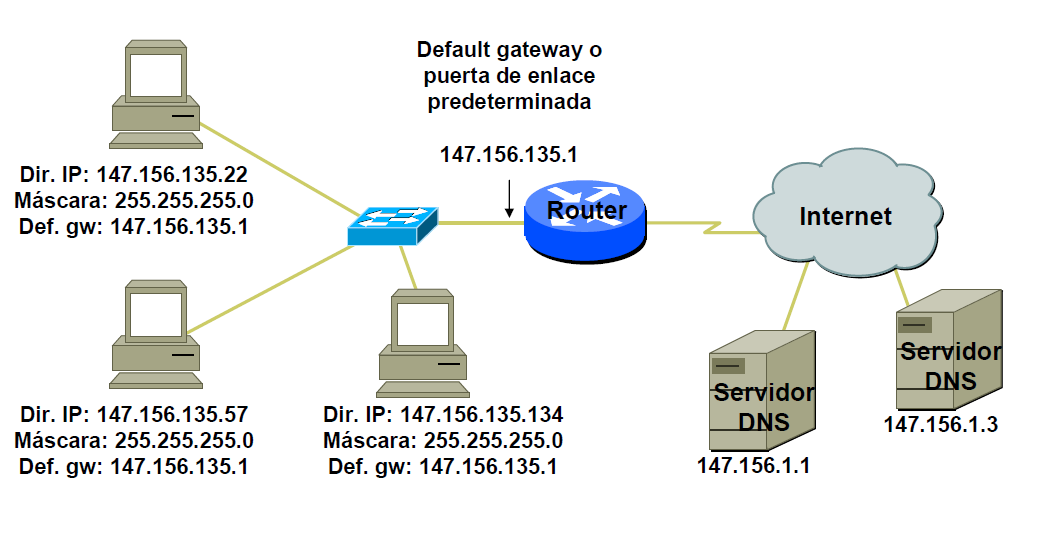 Default gateway o
puerta de enlace
predeterminada
147.156.135.1
Dir. IP: 147.156.135.22
Máscara: 255.255.255.0
Def. gw: 147.156.135.1
Router
Internet
Dir. IP: 147.156.135.57
Máscara: 255.255.255.0
Def. gw: 147.156.135.1
Dir. IP: 147.156.135.134
Máscara: 255.255.255.0
Def. gw: 147.156.135.1
Servidor
DNS
147.156.1.1
Servidor
DNS
147.156.1.3